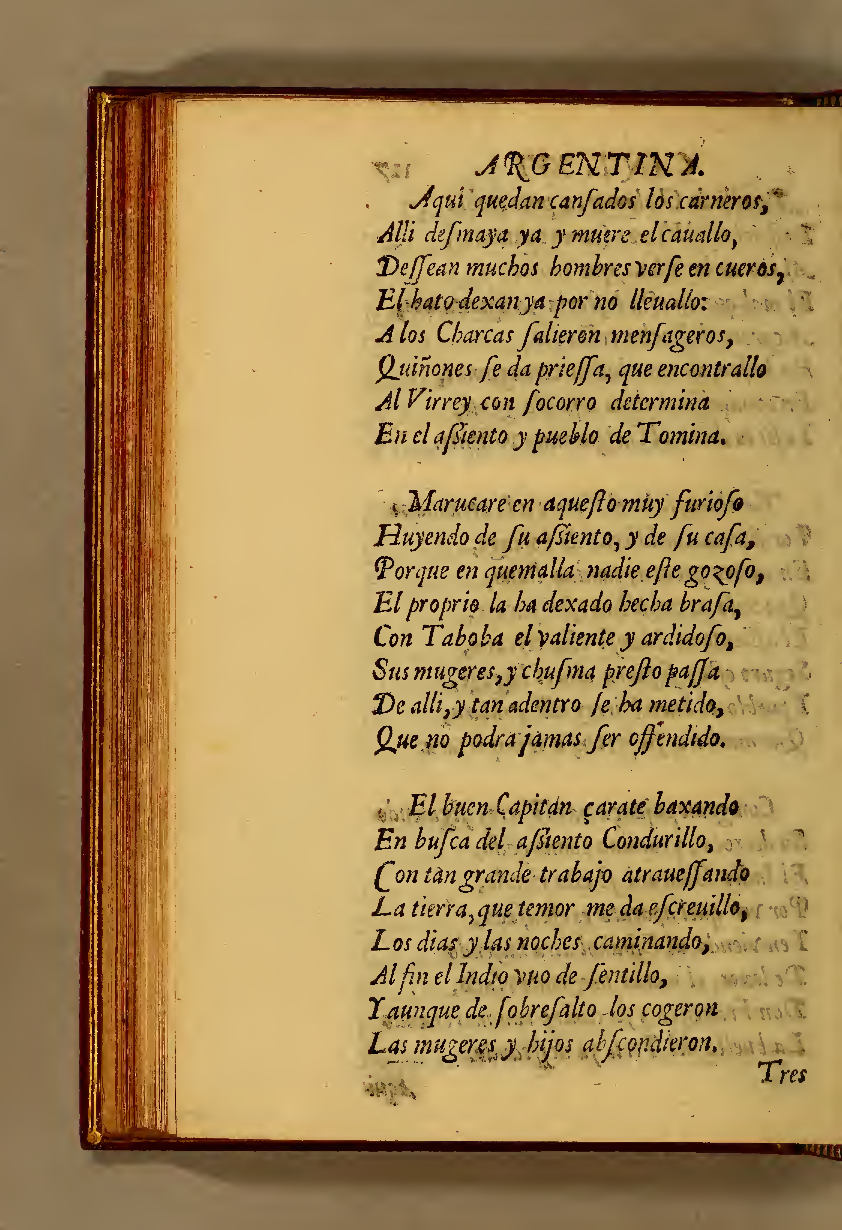 ARGENTINA.
Aqui quedan canſados los carneros,
Alli deſmaya ya y muere el cauallo,
Deſſean muchos hombres verſe en cueros,
El hato dexan ya por no lleuallo:
A los Charcas ſalieron menſageros,
Quiñones ſe da prieſſa, que encontrallo
Al Virrey con ſocorro determina
En el aſsiento y pueblo de Tomina.
Marucare en aqueſto muy furioſo
Huyendo de ſu aſsiento, y de ſu caſa,
Porque en quemalla nadie eſte gozoſo,
El proprio la ha dexado hecha braſa,
Con Taboba el valiente y ardidoſo,
Sus mugeres, y chuſma preſto paſſa
De alli, y tan adentro ſe ha metido,
Que no podra jamas ſer offendido.
El buen Capitan çarate baxando
En buſca del aſsiento Condurillo,
Con tan grande trabajo atraueſſando
La tierra, que temor me da eſcreuillo,
Los dias y las noches caminando,
Al fin el Indio vuo de ſentillo,
Y aunque de ſobreſalto los cogeron
Las mugeres y hijos abſcondieron.
Tres